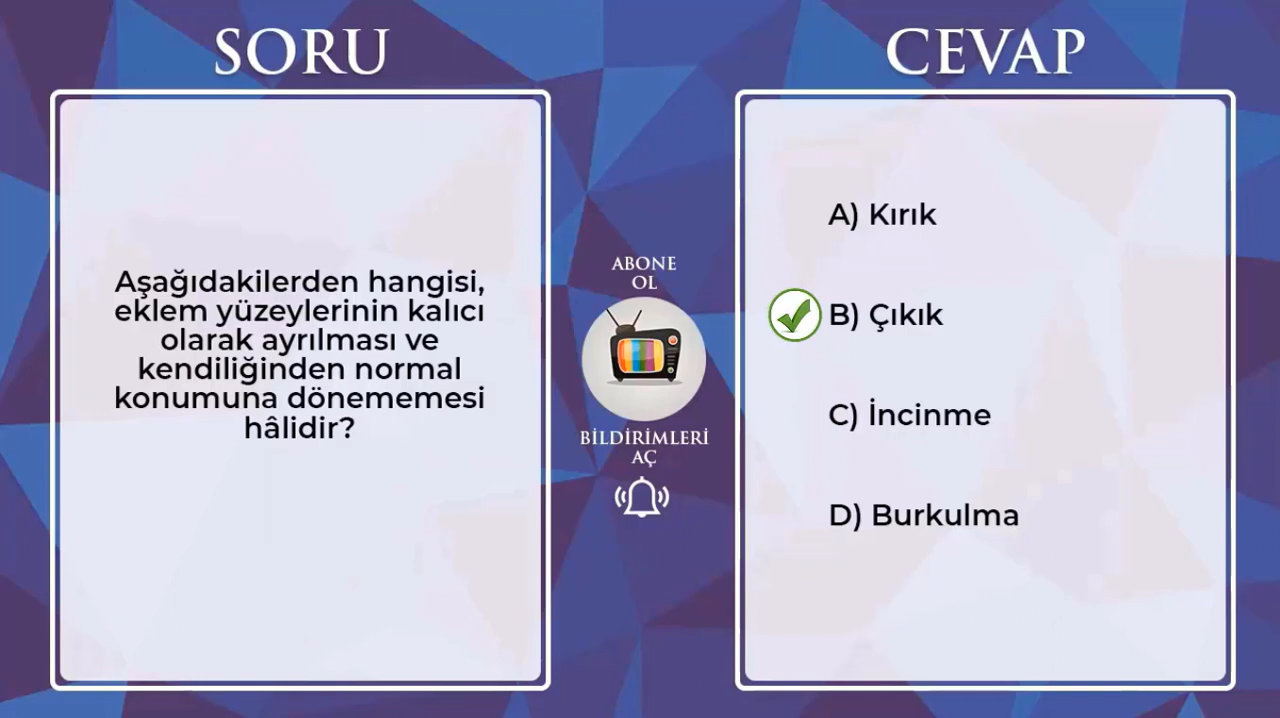 SORU
Aşağıdakilerden hangisi,
eklem yüzeylerinin kalıcı
olarak ayrılması ve
kendiliğinden normal
konumuna dönememesi
hâlidir?
ABONE
OL
BİLDİRİMLERİ
AÇ
CEVAP
A) Kırık
B) Çıkık
C) İncinme
D) Burkulma